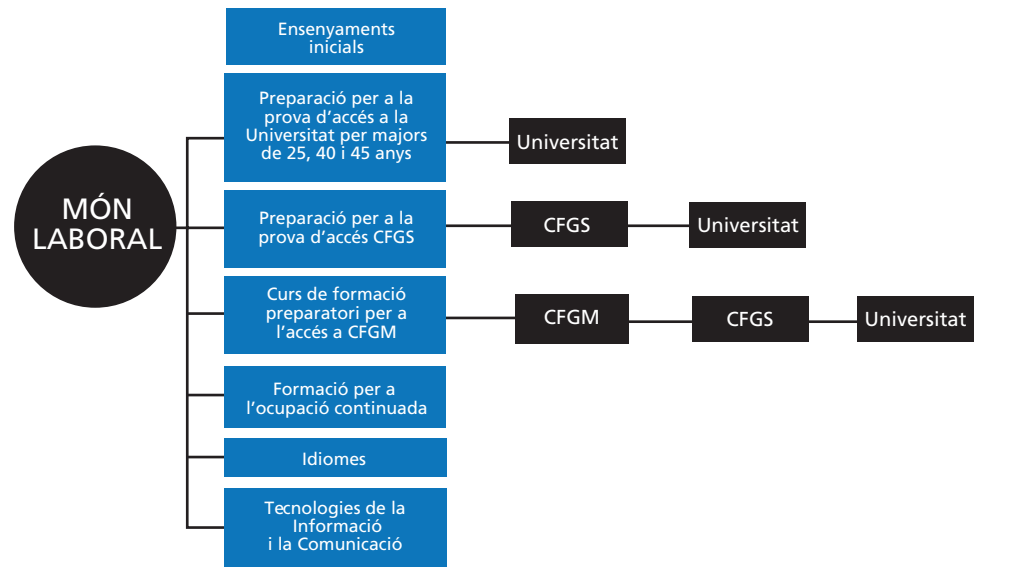 Ensenyaments
inicials
Preparació per a la
prova d'accés a la
Universitat per majors
de 25, 40 i 45 anys
Universitat
MÓN
LABORAL
Preparació per a la
prova d'accés CFGS
CFGS
Universitat
Curs de formació
preparatori per a
l'accés a CFGM
CFGM
CFGS
Universitat
Formació per a
l'ocupació continuada
Idiomes
Tecnologies de la
Informació
i la Comunicació